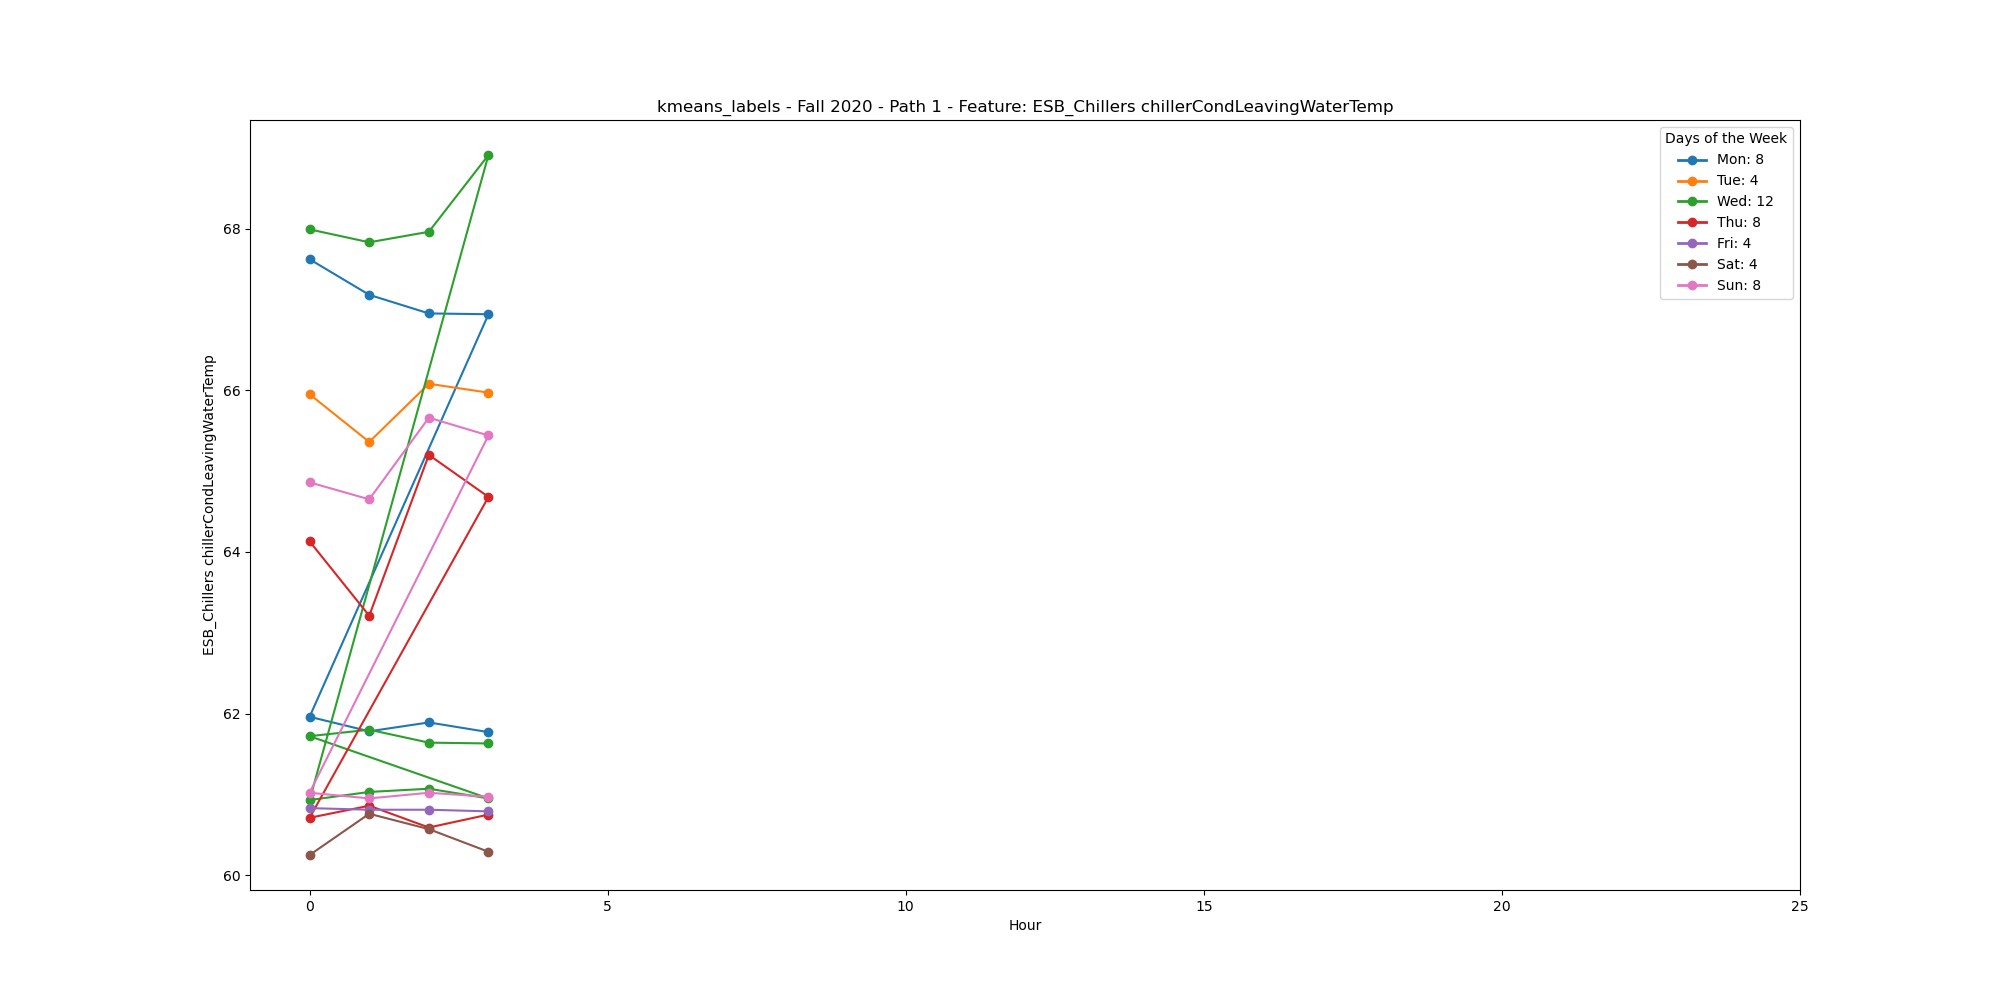 kmeans_labels - Fall 2020 - Path 1 - Feature: ESB_Chillers chillerCondLeavingWaterTemp
Days of the Week
Mon: 8
Tue: 4
Wed: 12
Thu: 8
Fri: 4
Sat: 4
Sun: 8
ESB_Chillers chillerCondLeavingWaterTemp
68
66
64
62
60
0 5 10 15 20 25
Hour